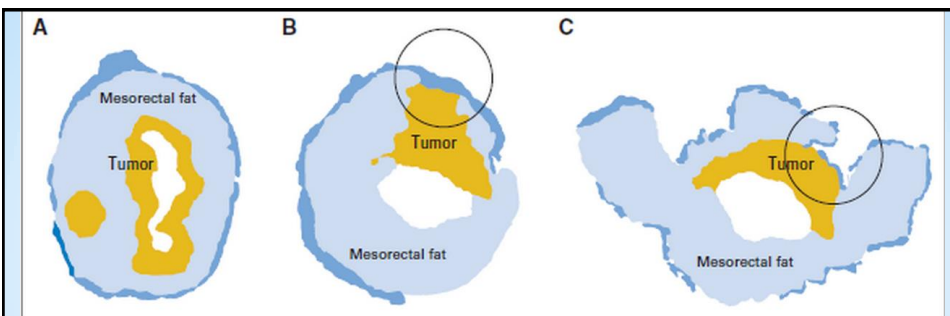 A
B
C
Mesorectal fat
Tumor
Tumor
Mesorectal fat
Tumor
Mesorectal fat